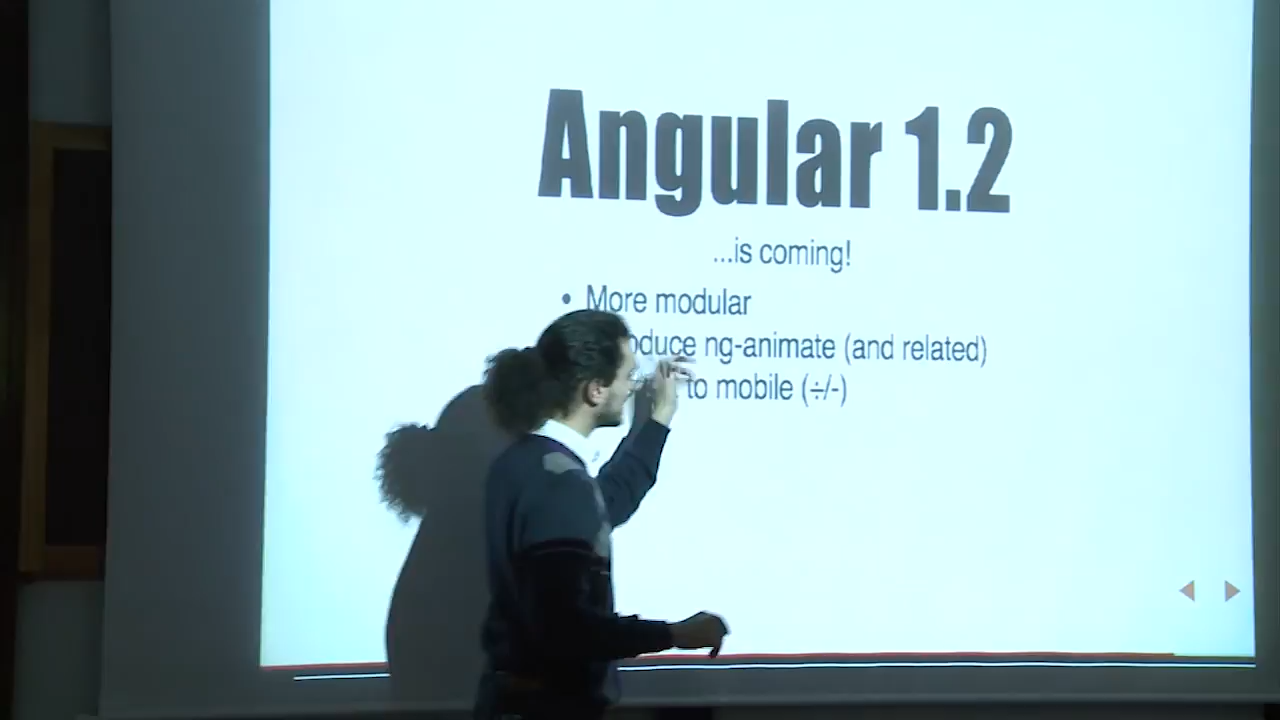 Angular 1.2
...is coming!
• More modular
oduce ng-animate (and related)
to mobile (÷/-)